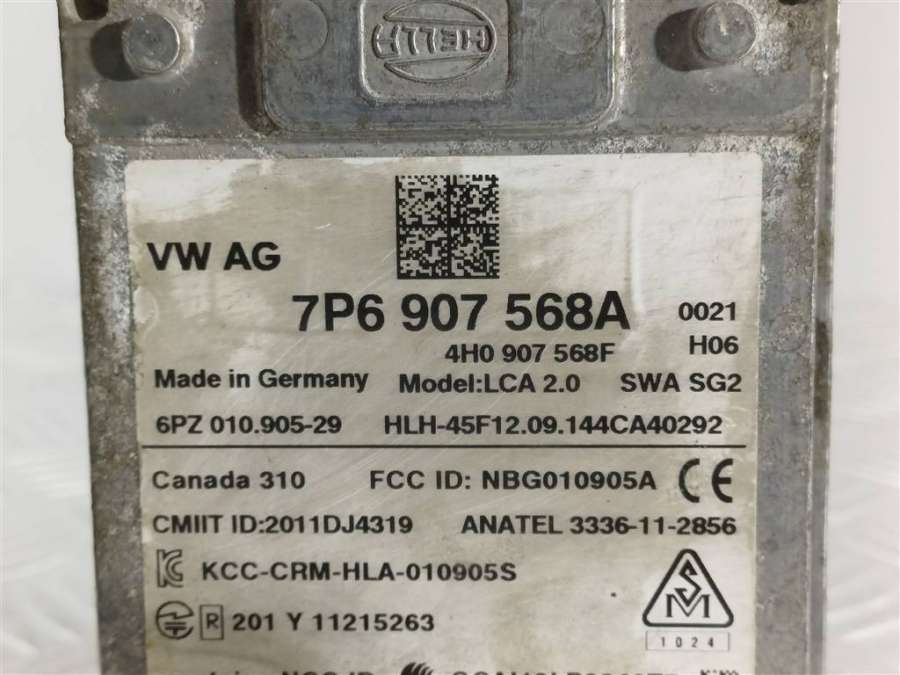 HELLA
VW AG
7P6 907 568A 0021
4H0 907 568F H06
Made in Germany Model:LCA 2.0 SWA SG2
6PZ 010.905-29 HLH-45F12.09.144CA40292
Canada 310 FCC ID: NBG010905A CE
CMIIT ID:2011DJ4319 ANATEL 3336-11-2856
KCC-CRM-HLA-010905S
R 201 Y 11215263
SM
1024